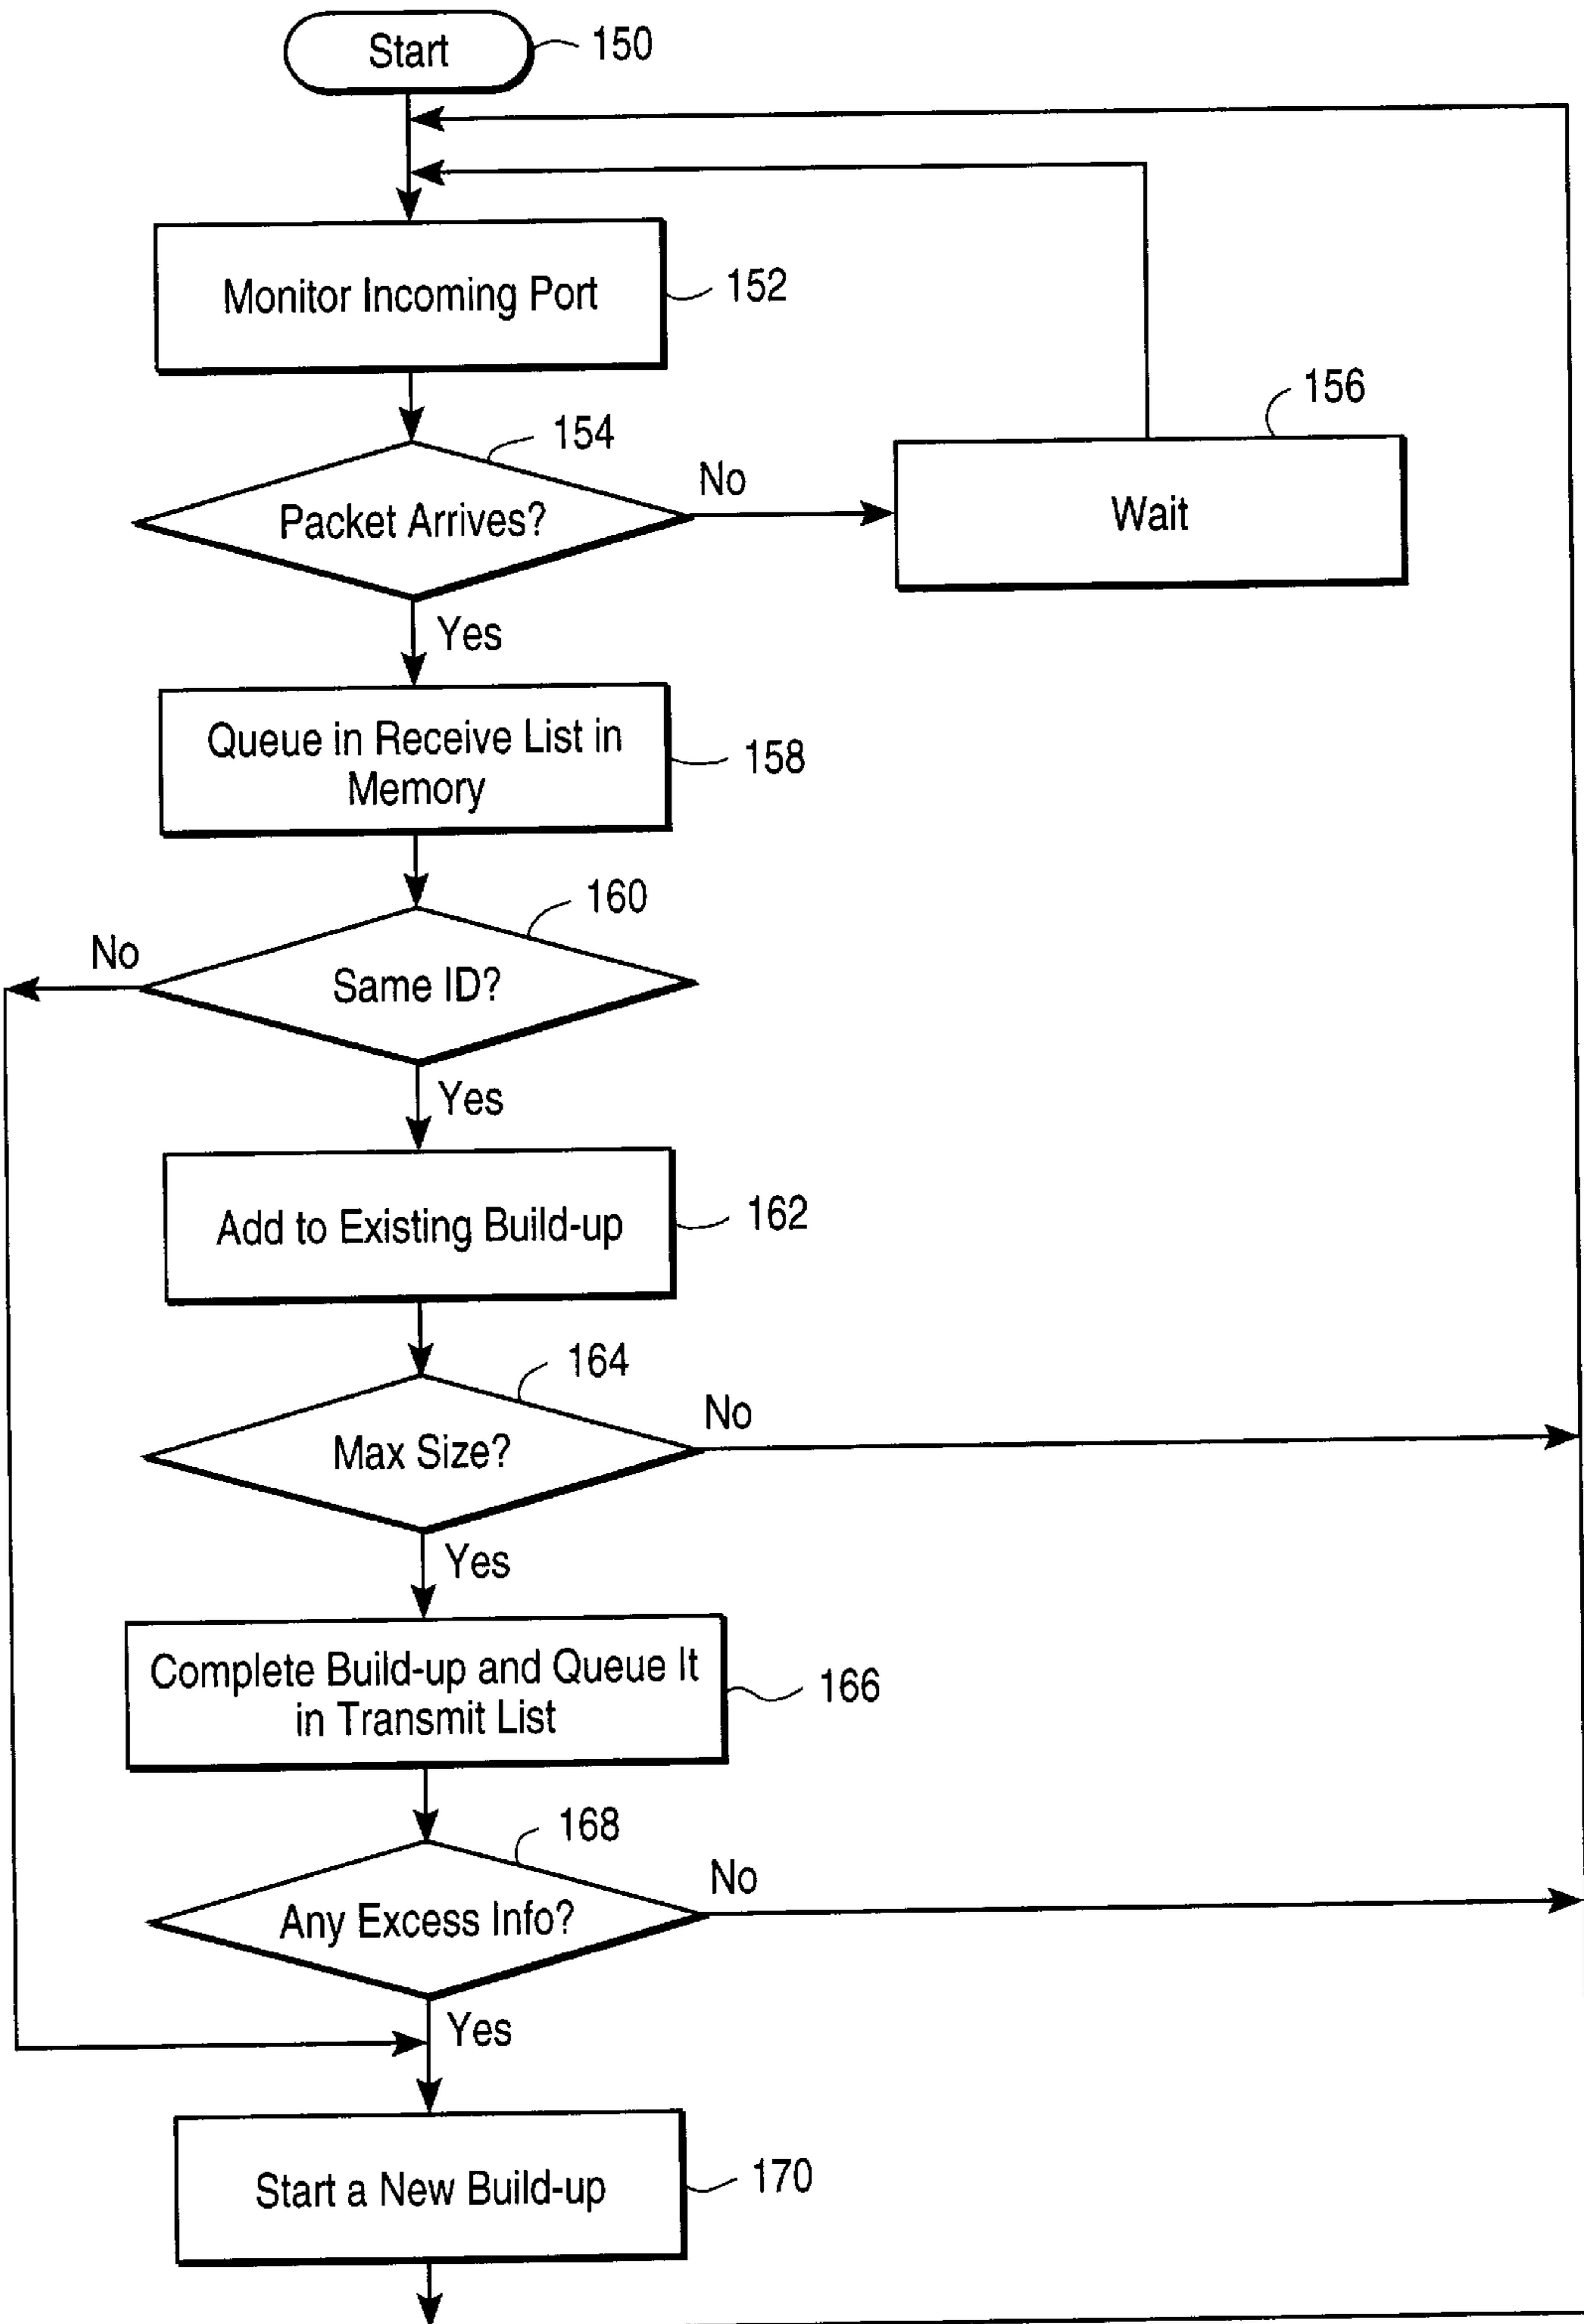 Start
150
Monitor Incoming Port
152
154
Packet Arrives?
No
156
Wait
Yes
Queue in Receive List in
Memory
158
160
No
Same ID?
Yes
Add to Existing Build-up
162
164
No
Max Size?
Yes
Complete Build-up and Queue It
in Transmit List
166
168
No
Any Excess Info?
Yes
Start a New Build-up
170